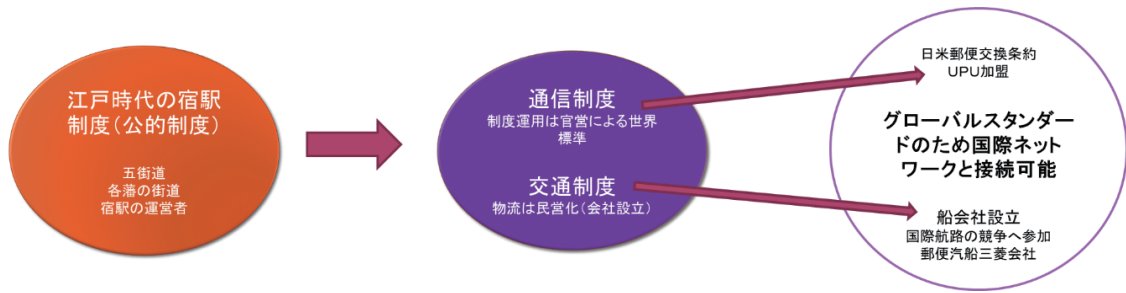 江戸時代の宿駅
制度（公的制度）
五街道
各藩の街道
宿駅の運営者
通信制度
制度運用は官営による世界
標準
交通制度
物流は民営化（会社設立）
日米郵便交換条約
UPU加盟
グローバルスタンダー
ドのため国際ネット
ワークと接続可能
船会社設立
国際航路の競争へ参加
郵便汽船三菱会社